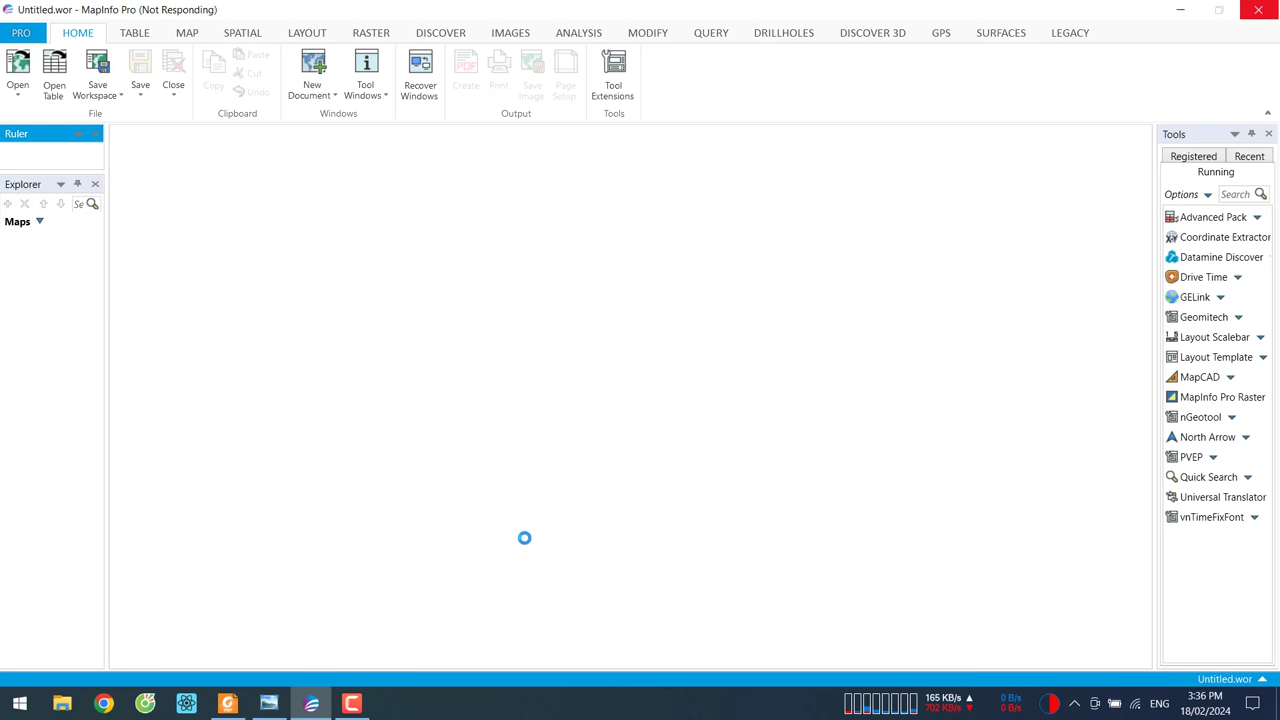 Untitled.wor - MapInfo Pro (Not Responding)
PRO HOME TABLE MAP SPATIAL LAYOUT RASTER DISCOVER IMAGES ANALYSIS MODIFY QUERY DRILLHOLES DISCOVER 3D GPS SURFACES LEGACY
Open
Open Table
Save Workspace
Save
Close
File
Copy
Paste
Cut
Undo
Clipboard
New Document
Tool Windows
Windows
Recover Windows
Create
Print
Save Image
Page Setup
Output
Tool Extensions
Tools
Ruler
Explorer
Se
Maps
Tools
Registered Recent
Running
Options Search
Advanced Pack
Coordinate Extractor
Datamine Discover
Drive Time
GELink
Geomitech
Layout Scalebar
Layout Template
MapCAD
MapInfo Pro Raster
nGeotool
North Arrow
PVEP
Quick Search
Universal Translator
vnTimeFixFont
Untitled.wor
165 KB/s
702 KB/s
0 B/s
0 B/s
ENG
3:36 PM
18/02/2024